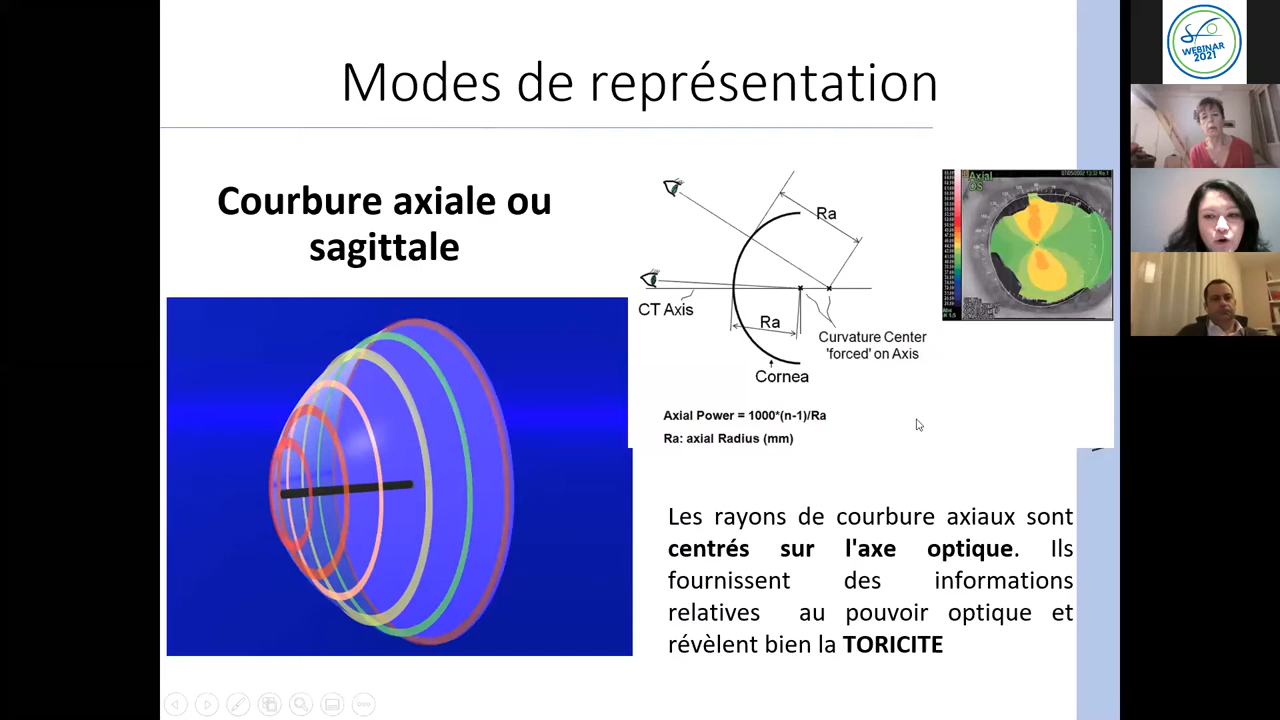 Modes de représentation
WEBINAR
2021
Courbure axiale ou
sagittale
Ra
CT Axis
Ra
Curvature Center
'forced' on Axis
Cornea
Axial Power = 1000*(n-1)/Ra
Ra: axial Radius (mm)
Axial
OS
Les rayons de courbure axiaux sont
centrés sur l'axe optique. Ils
fournissent des informations
relatives au pouvoir optique et
révèlent bien la TORICITE